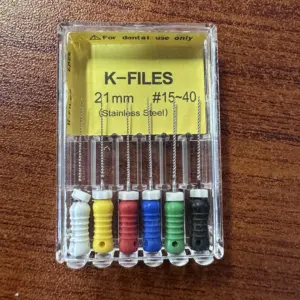 ⚠For dental use only
K-FILES
21mm #15~40
(Stainless Steel)